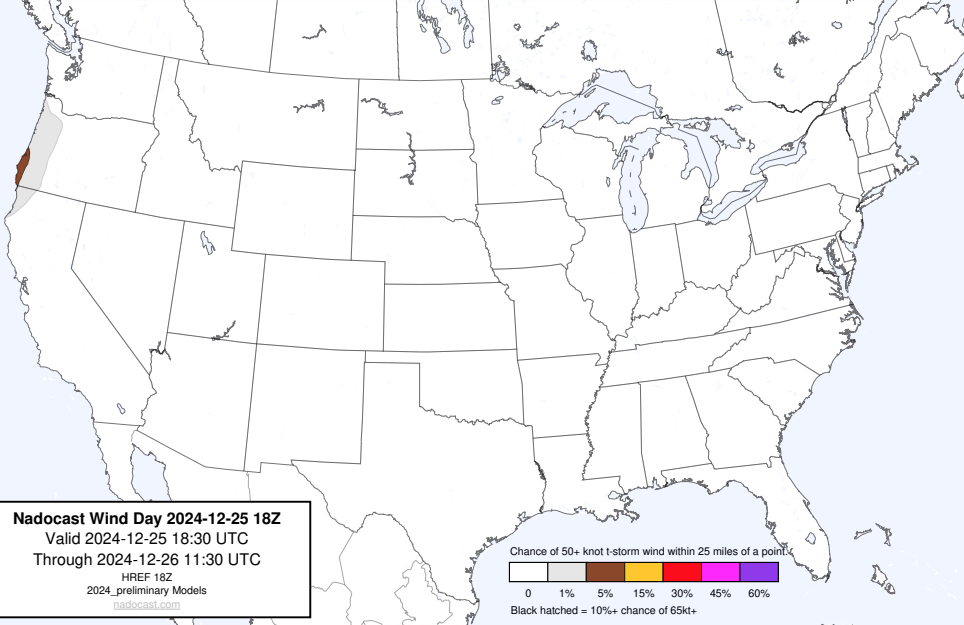 Nadocast Wind Day 2024-12-25 18Z
Valid 2024-12-25 18:30 UTC
Through 2024-12-26 11:30 UTC
HREF 18Z
2024_preliminary Models
nadocast.com
Chance of 50+ knot t-storm wind within 25 miles of a point.
0 1% 5% 15% 30% 45% 60%
Black hatched = 10%+ chance of 65kt+